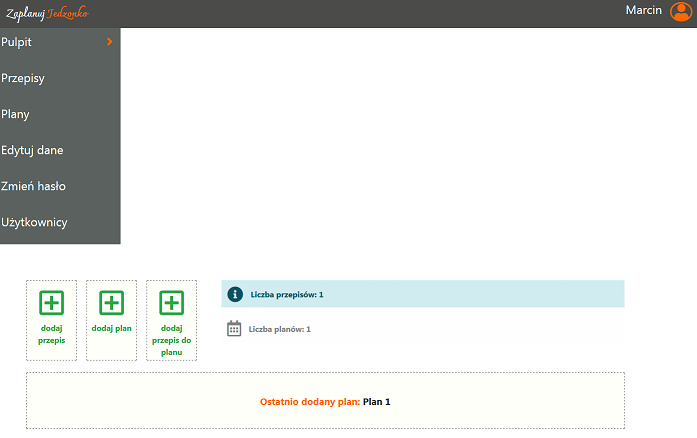 Zaplanuj Jedzonko
Marcin
Pulpit
Przepisy
Plany
Edytuj dane
Zmień hasło
Użytkownicy
dodaj
przepis
dodaj plan
dodaj
przepis do
planu
Liczba przepisów: 1
Liczba planów: 1
Ostatnio dodany plan: Plan 1